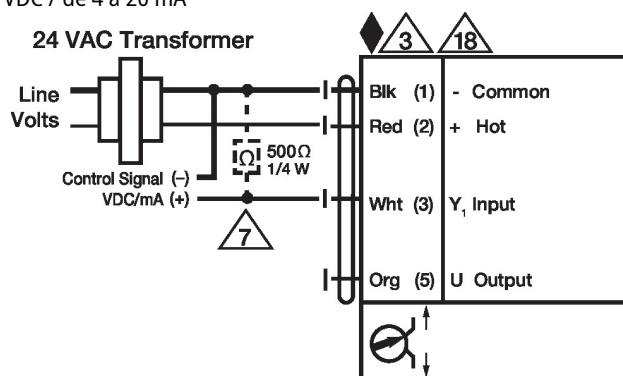 VDC / de 4 à 20 mA
24 VAC Transformer
3
18
Line
Volts
Blk (1) - Common
Red (2) + Hot
Ω
500Ω
1/4 W
Control Signal (–)
VDC/mA (+)
7
Wht (3) Y₁ Input
Org (5) U Output